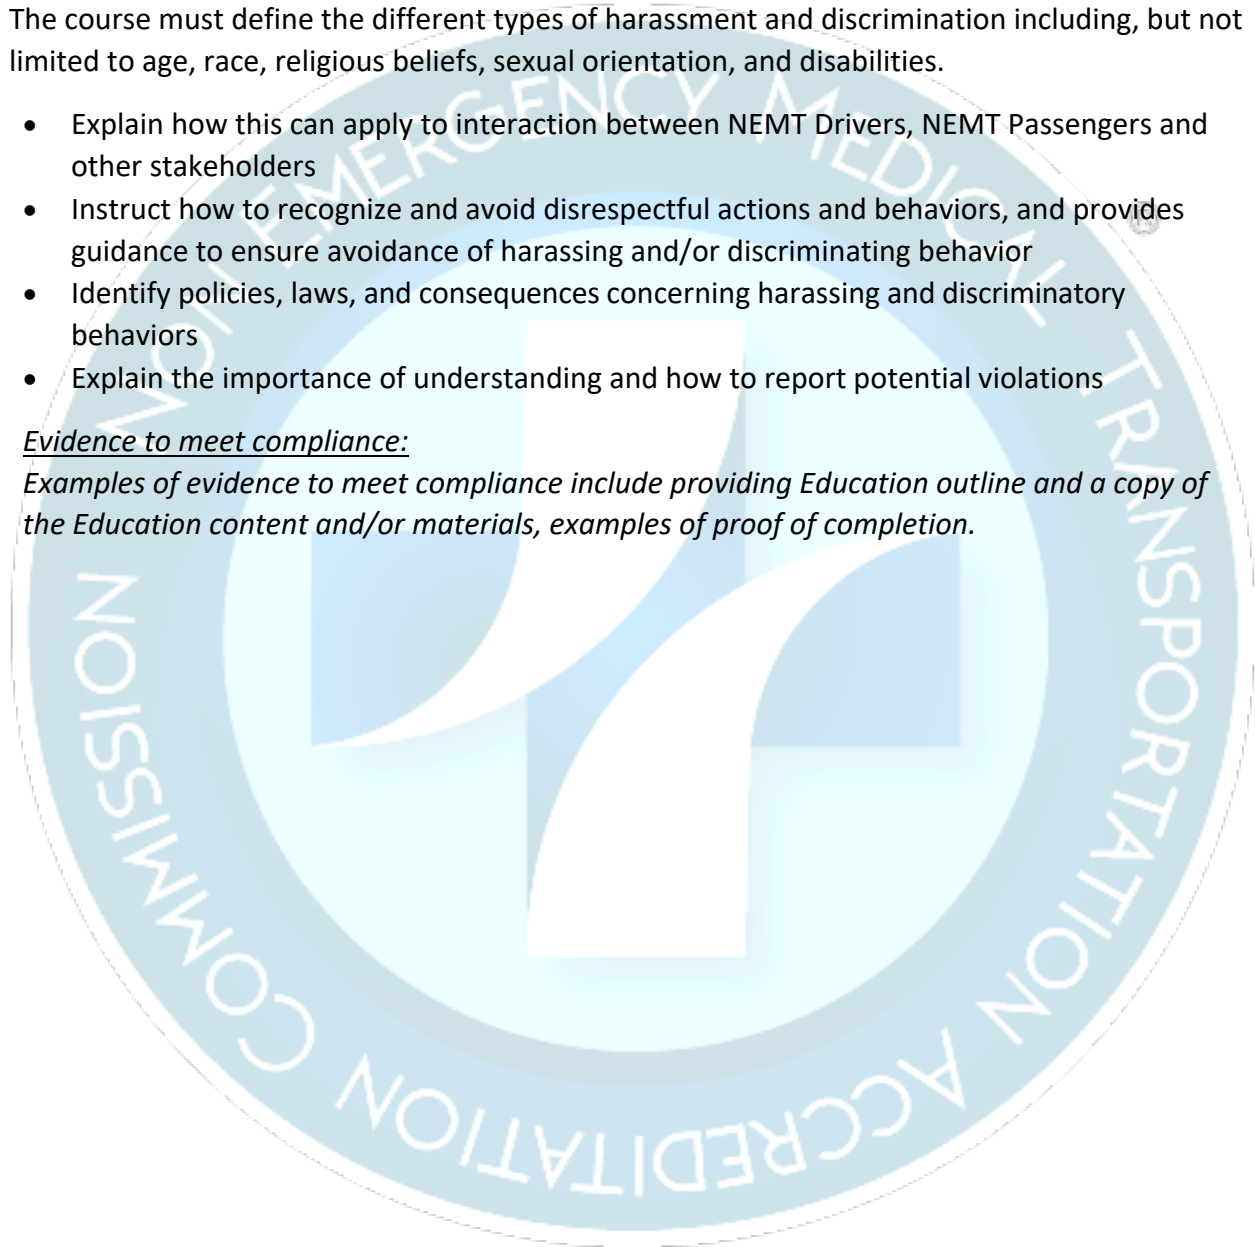 The course must define the different types of harassment and discrimination including, but not
limited to age, race, religious beliefs, sexual orientation, and disabilities.
• Explain how this can apply to interaction between NEMT Drivers, NEMT Passengers and
other stakeholders
• Instruct how to recognize and avoid disrespectful actions and behaviors, and provides
guidance to ensure avoidance of harassing and/or discriminating behavior
• Identify policies, laws, and consequences concerning harassing and discriminatory
behaviors
• Explain the importance of understanding and how to report potential violations
Evidence to meet compliance:
Examples of evidence to meet compliance include providing Education outline and a copy of
the Education content and/or materials, examples of proof of completion.
NOT EMERGENCY MEDICAL TRANSPORTATION ACCREDITATION COMMISSION
®